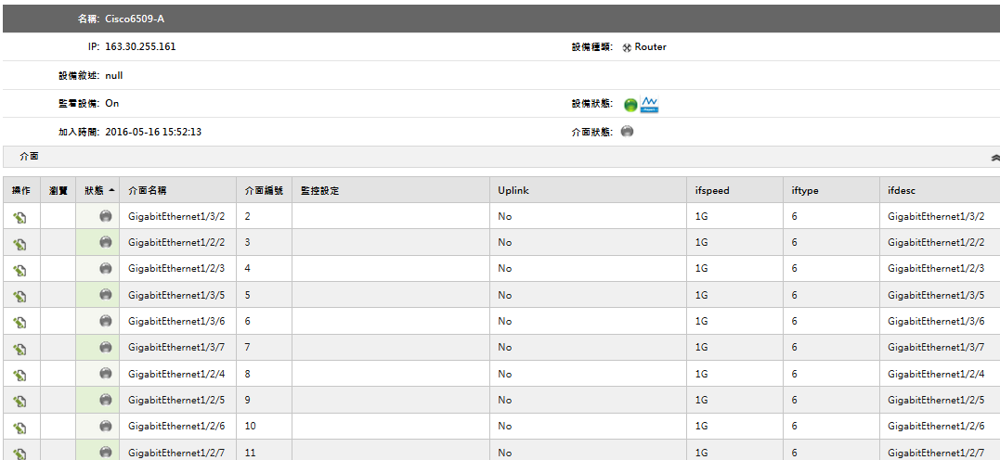 名稱: Cisco6509-A
IP: 163.30.255.161 設備種類: Router
設備敘述: null
監看設備: On 設備狀態:
加入時間: 2016-05-16 15:52:13 介面狀態:
介面
操作 瀏覽 狀態 介面名稱 介面編號 監控設定 Uplink ifspeed iftype ifdesc
GigabitEthernet1/3/2 2 No 1G 6 GigabitEthernet1/3/2
GigabitEthernet1/2/2 3 No 1G 6 GigabitEthernet1/2/2
GigabitEthernet1/2/3 4 No 1G 6 GigabitEthernet1/2/3
GigabitEthernet1/3/5 5 No 1G 6 GigabitEthernet1/3/5
GigabitEthernet1/3/6 6 No 1G 6 GigabitEthernet1/3/6
GigabitEthernet1/3/7 7 No 1G 6 GigabitEthernet1/3/7
GigabitEthernet1/2/4 8 No 1G 6 GigabitEthernet1/2/4
GigabitEthernet1/2/5 9 No 1G 6 GigabitEthernet1/2/5
GigabitEthernet1/2/6 10 No 1G 6 GigabitEthernet1/2/6
GigabitEthernet1/2/7 11 No 1G 6 GigabitEthernet1/2/7